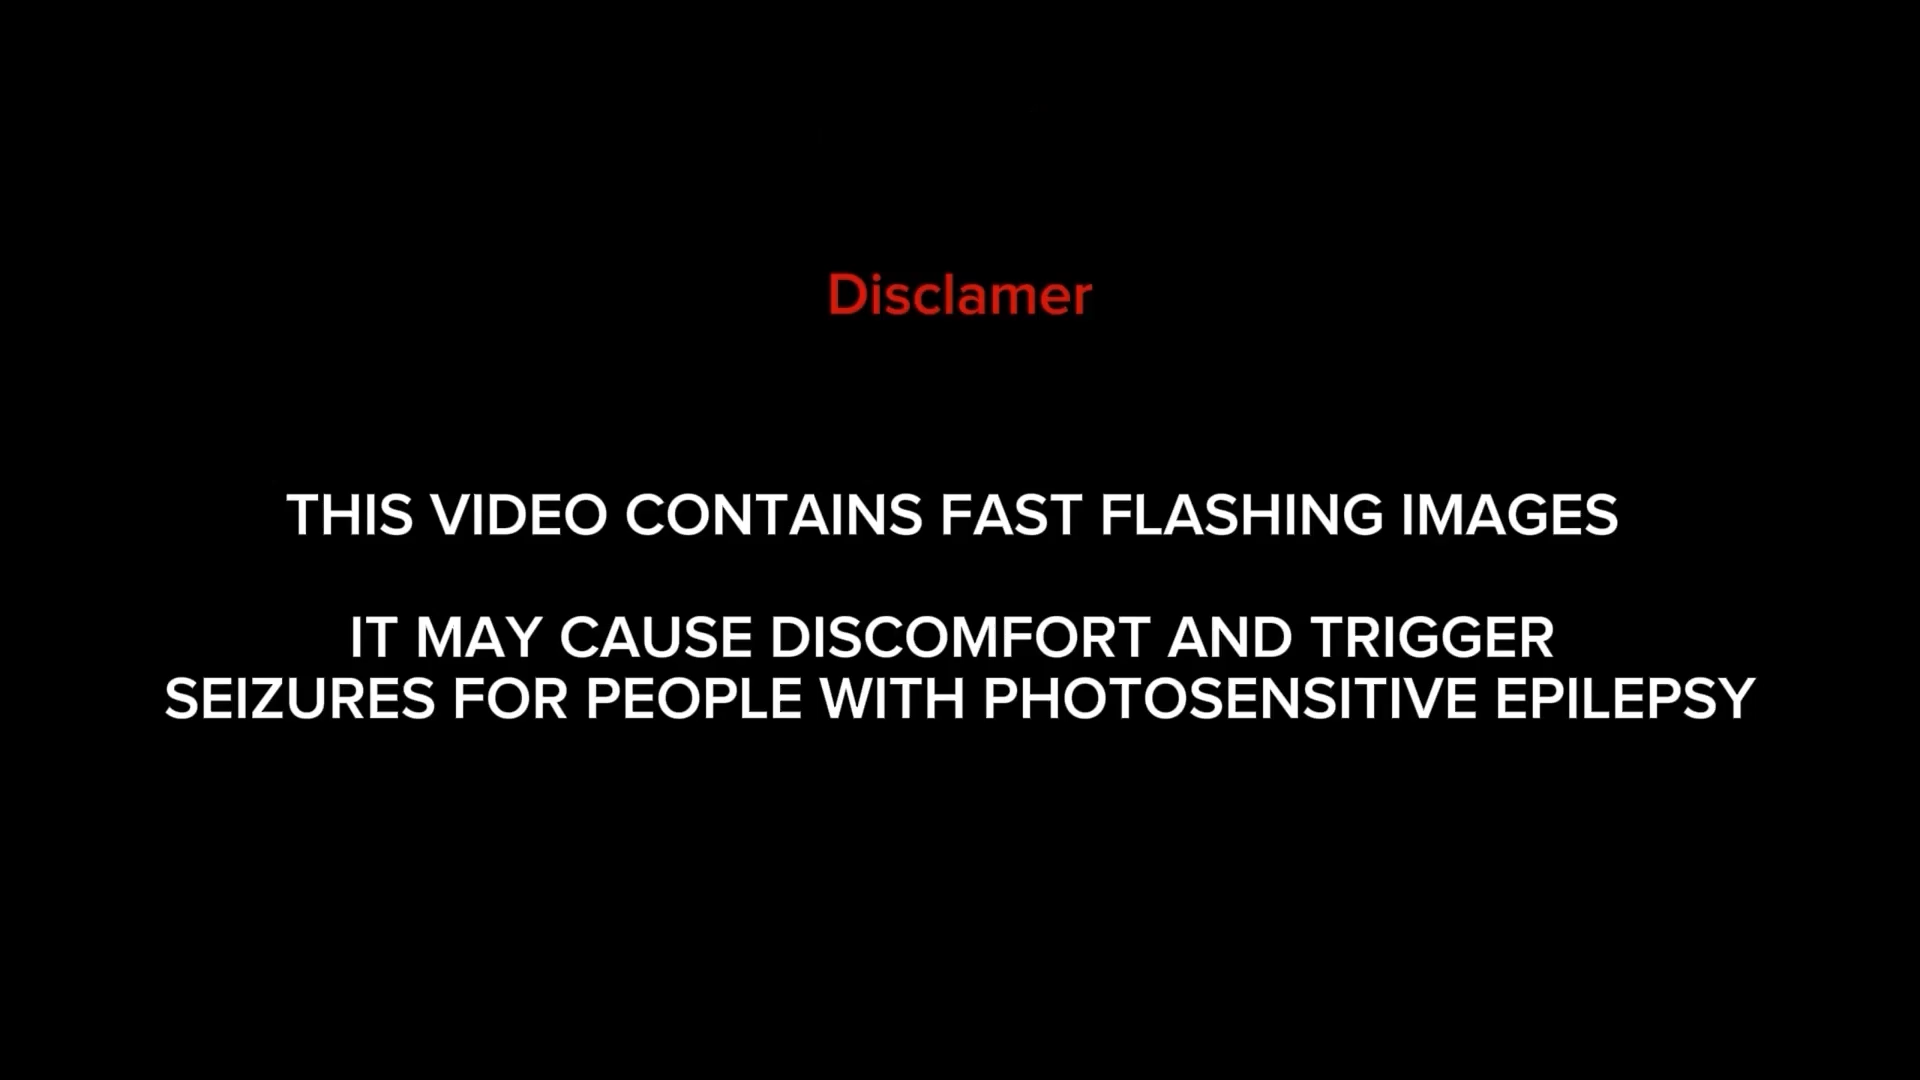 Disclamer
THIS VIDEO CONTAINS FAST FLASHING IMAGES
IT MAY CAUSE DISCOMFORT AND TRIGGER
SEIZURES FOR PEOPLE WITH PHOTOSENSITIVE EPILEPSY